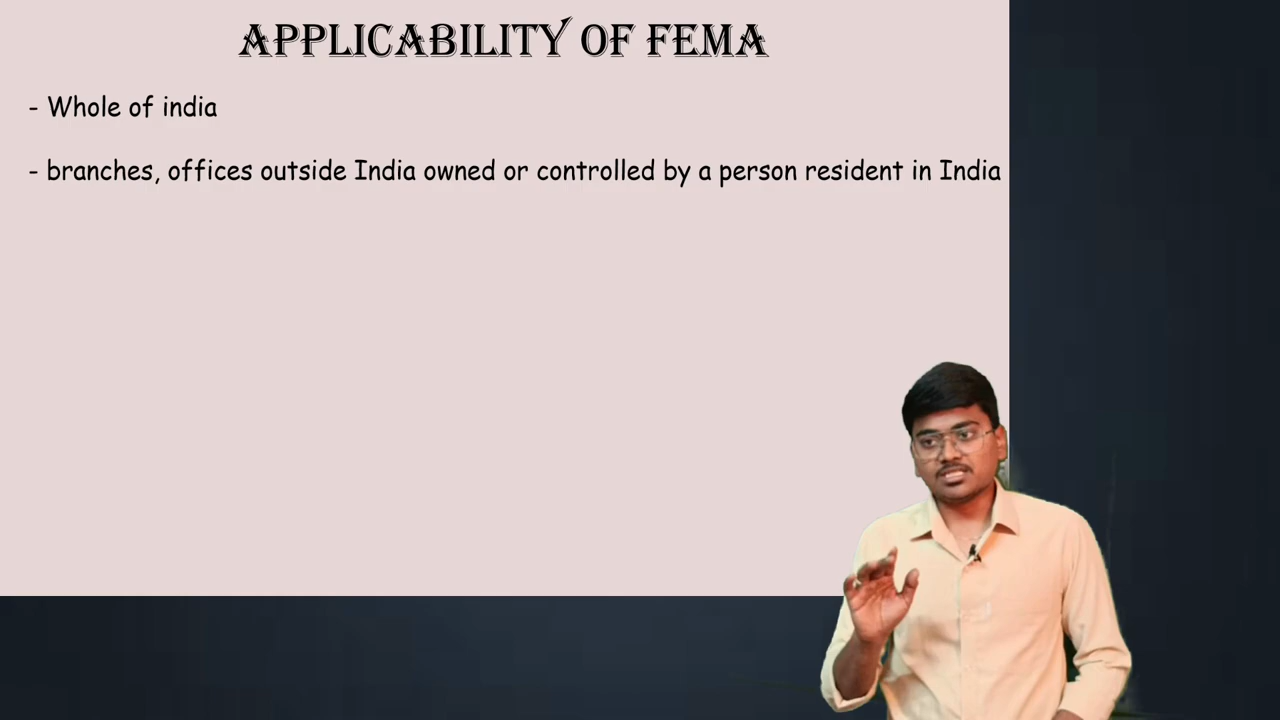 APPLICABILITY OF FEMA
- Whole of india
- branches, offices outside India owned or controlled by a person resident in India